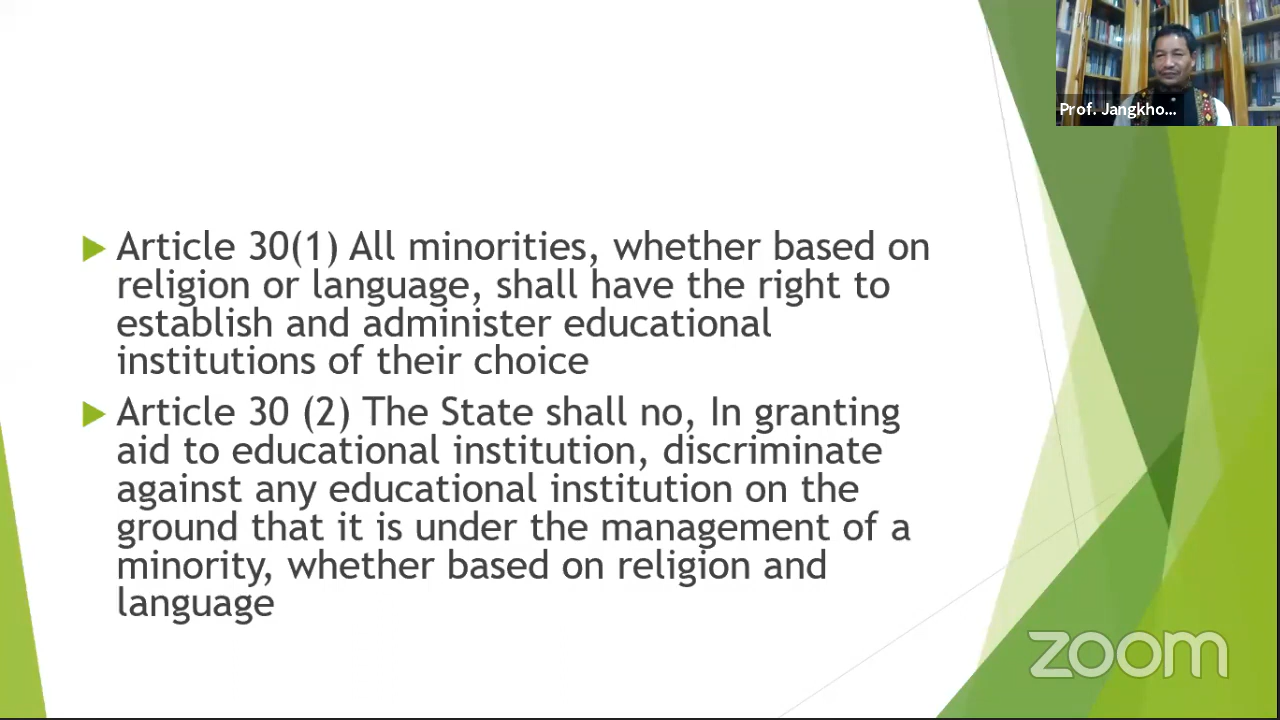 Prof. Jangkho...
Article 30(1) All minorities, whether based on
religion or language, shall have the right to
establish and administer educational
institutions of their choice
Article 30 (2) The State shall no, In granting
aid to educational institution, discriminate
against any educational institution on the
ground that it is under the management of a
minority, whether based on religion and
language
zoom